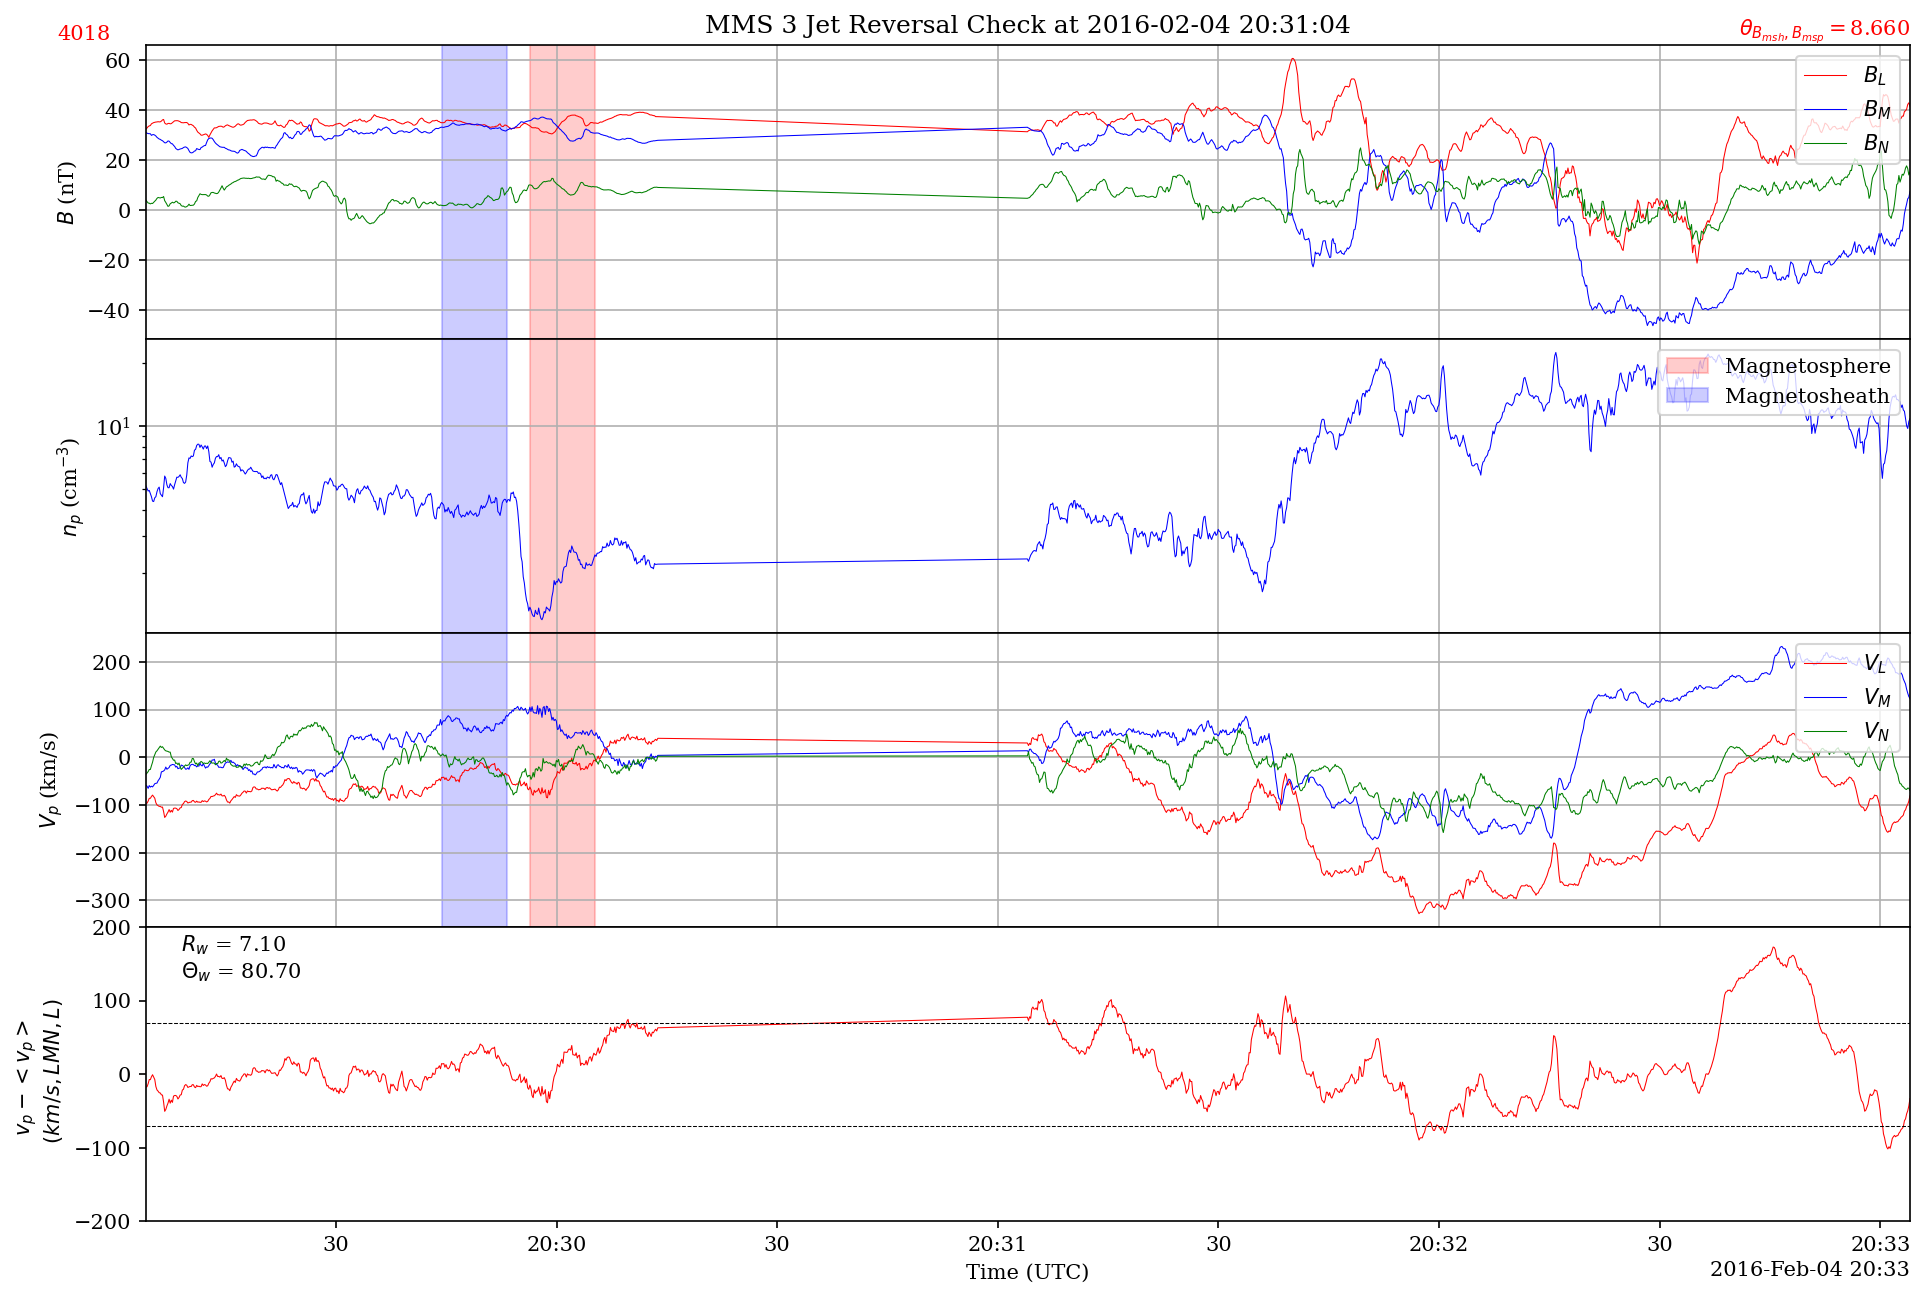 MMS 3 Jet Reversal Check at 2016-02-04 20:31:04
4018
θ_{B_{msh}, B_{msp}} = 8.660
60
40
20
0
−20
−40
B (nT)
B_L
B_M
B_N
10^1
n_p (cm^{−3})
Magnetosphere
Magnetosheath
200
100
0
−100
−200
−300
V_p (km/s)
V_L
V_M
V_N
200
100
0
−100
−200
v_p − < v_p >
(km/s, LMN, L)
R_w = 7.10
Θ_w = 80.70
30
20:30
30
20:31
30
20:32
30
20:33
Time (UTC)
2016-Feb-04 20:33